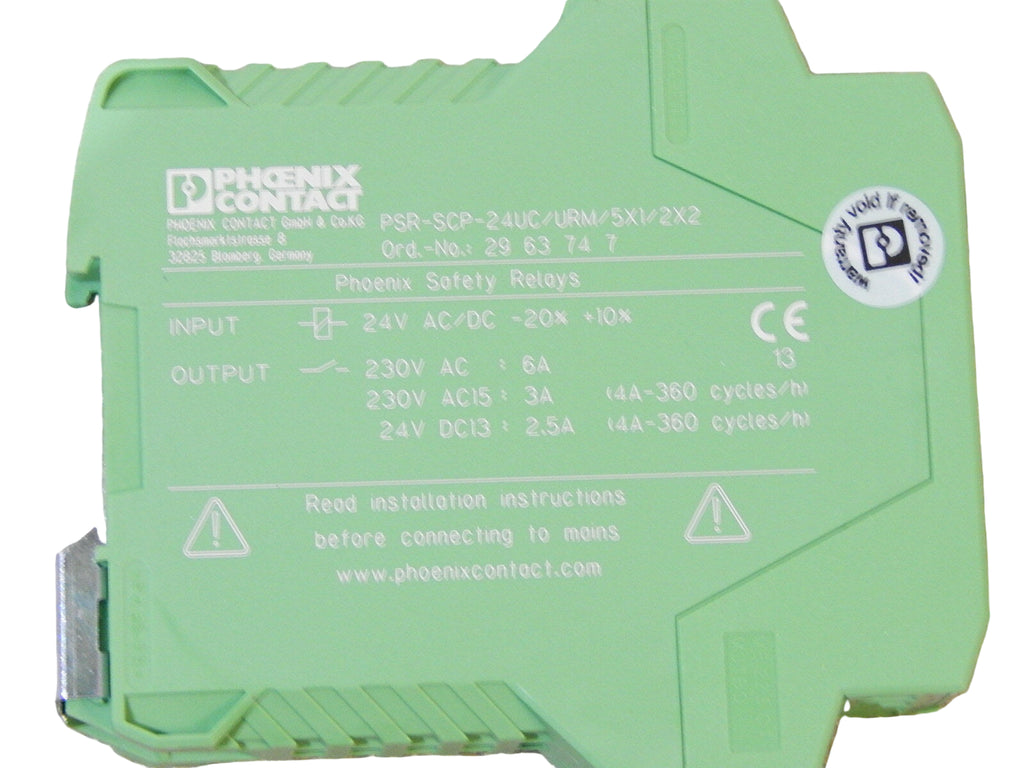 PHOENIX
CONTACT
PHOENIX CONTACT GmbH & Co.KG
Flachsmarktstrasse 8
32825 Blomberg, Germany
PSR-SCP-24UC/URM/5X1/2X2
Ord.-No.: 29 63 74 7
Phoenix Safety Relays
INPUT 24V AC/DC -20% +10%
CE
13
OUTPUT 230V AC : 6A
230V AC15 : 3A (4A-360 cycles/h)
24V DC13 : 2.5A (4A-360 cycles/h)
Read installation instructions
before connecting to mains
www.phoenixcontact.com
warranty void if removed!